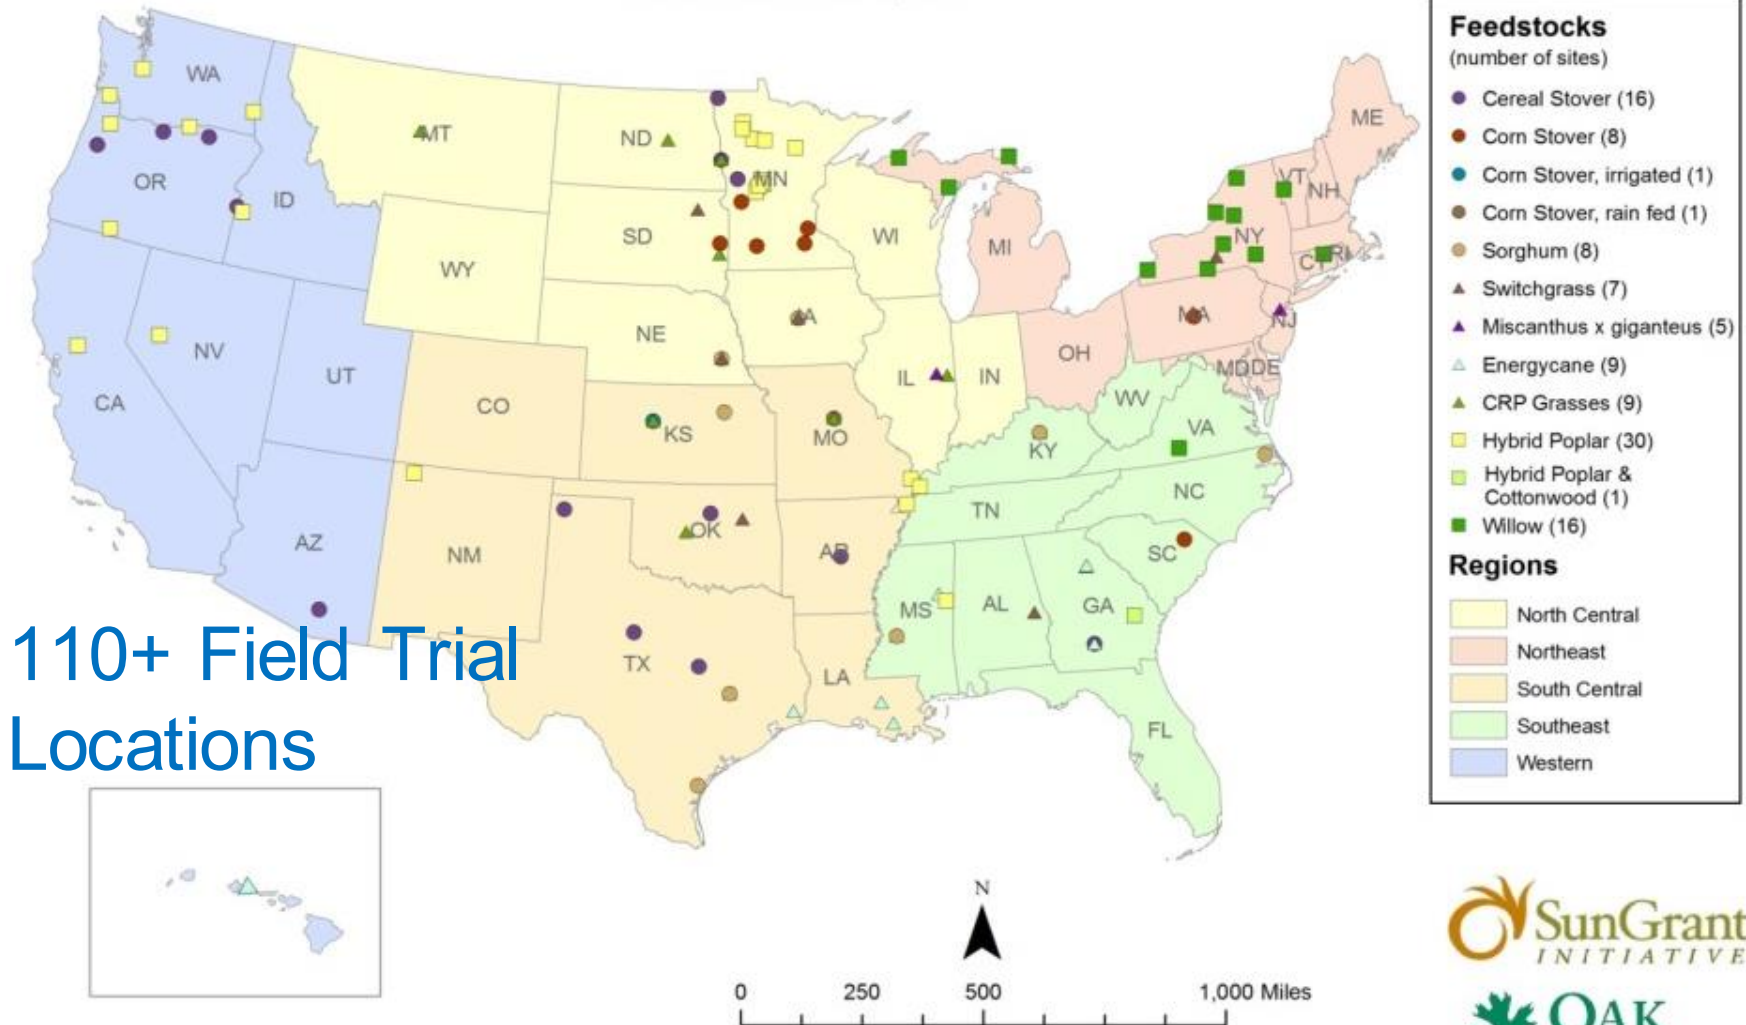 WA
MT
ND
MN
ME
OR
ID
VT
NH
SD
WI
MI
NY
WY
CT
RI
NE
IA
PA
NJ
NV
UT
CA
IL
IN
OH
MD
DE
CO
KS
MO
WV
VA
KY
NC
TN
AZ
NM
OK
AR
SC
MS
AL
GA
TX
LA
FL
110+ Field Trial
Locations
N
0 250 500 1,000 Miles
Feedstocks
(number of sites)
Cereal Stover (16)
Corn Stover (8)
Corn Stover, irrigated (1)
Corn Stover, rain fed (1)
Sorghum (8)
Switchgrass (7)
Miscanthus x giganteus (5)
Energycane (9)
CRP Grasses (9)
Hybrid Poplar (30)
Hybrid Poplar &
Cottonwood (1)
Willow (16)
Regions
North Central
Northeast
South Central
Southeast
Western
SunGrant
INITIATIVE
OAK